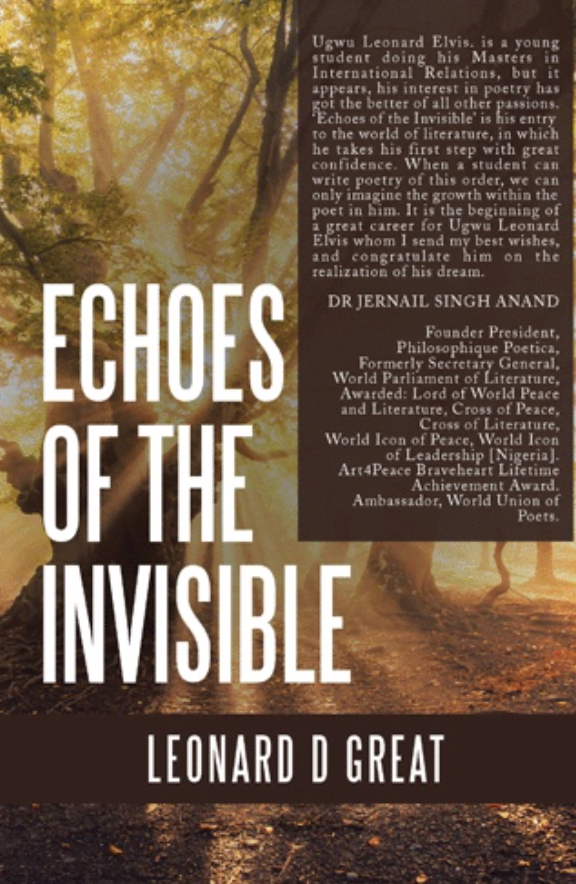 Ugwu Leonard Elvis. is a young
student doing his Masters in
International Relations, but it
appears, his interest in poetry has
got the better of all other passions.
'Echoes of the Invisible' is his entry
to the world of literature, in which
he takes his first step with great
confidence. When a student can
write poetry of this order, we can
only imagine the growth within the
poet in him. It is the beginning of
a great career for Ugwu Leonard
Elvis whom I send my best wishes,
and congratulate him on the
realization of his dream.
DR JERNAIL SINGH ANAND
Founder President,
Philosophique Poetica,
Formerly Secretary General,
World Parliament of Literature,
Awarded: Lord of World Peace
and Literature, Cross of Peace,
Cross of Literature,
World Icon of Peace, World Icon
of Leadership [Nigeria].
Art4Peace Braveheart Lifetime
Achievement Award.
Ambassador, World Union of
Poets.
ECHOES
OF THE
INVISIBLE
LEONARD D GREAT